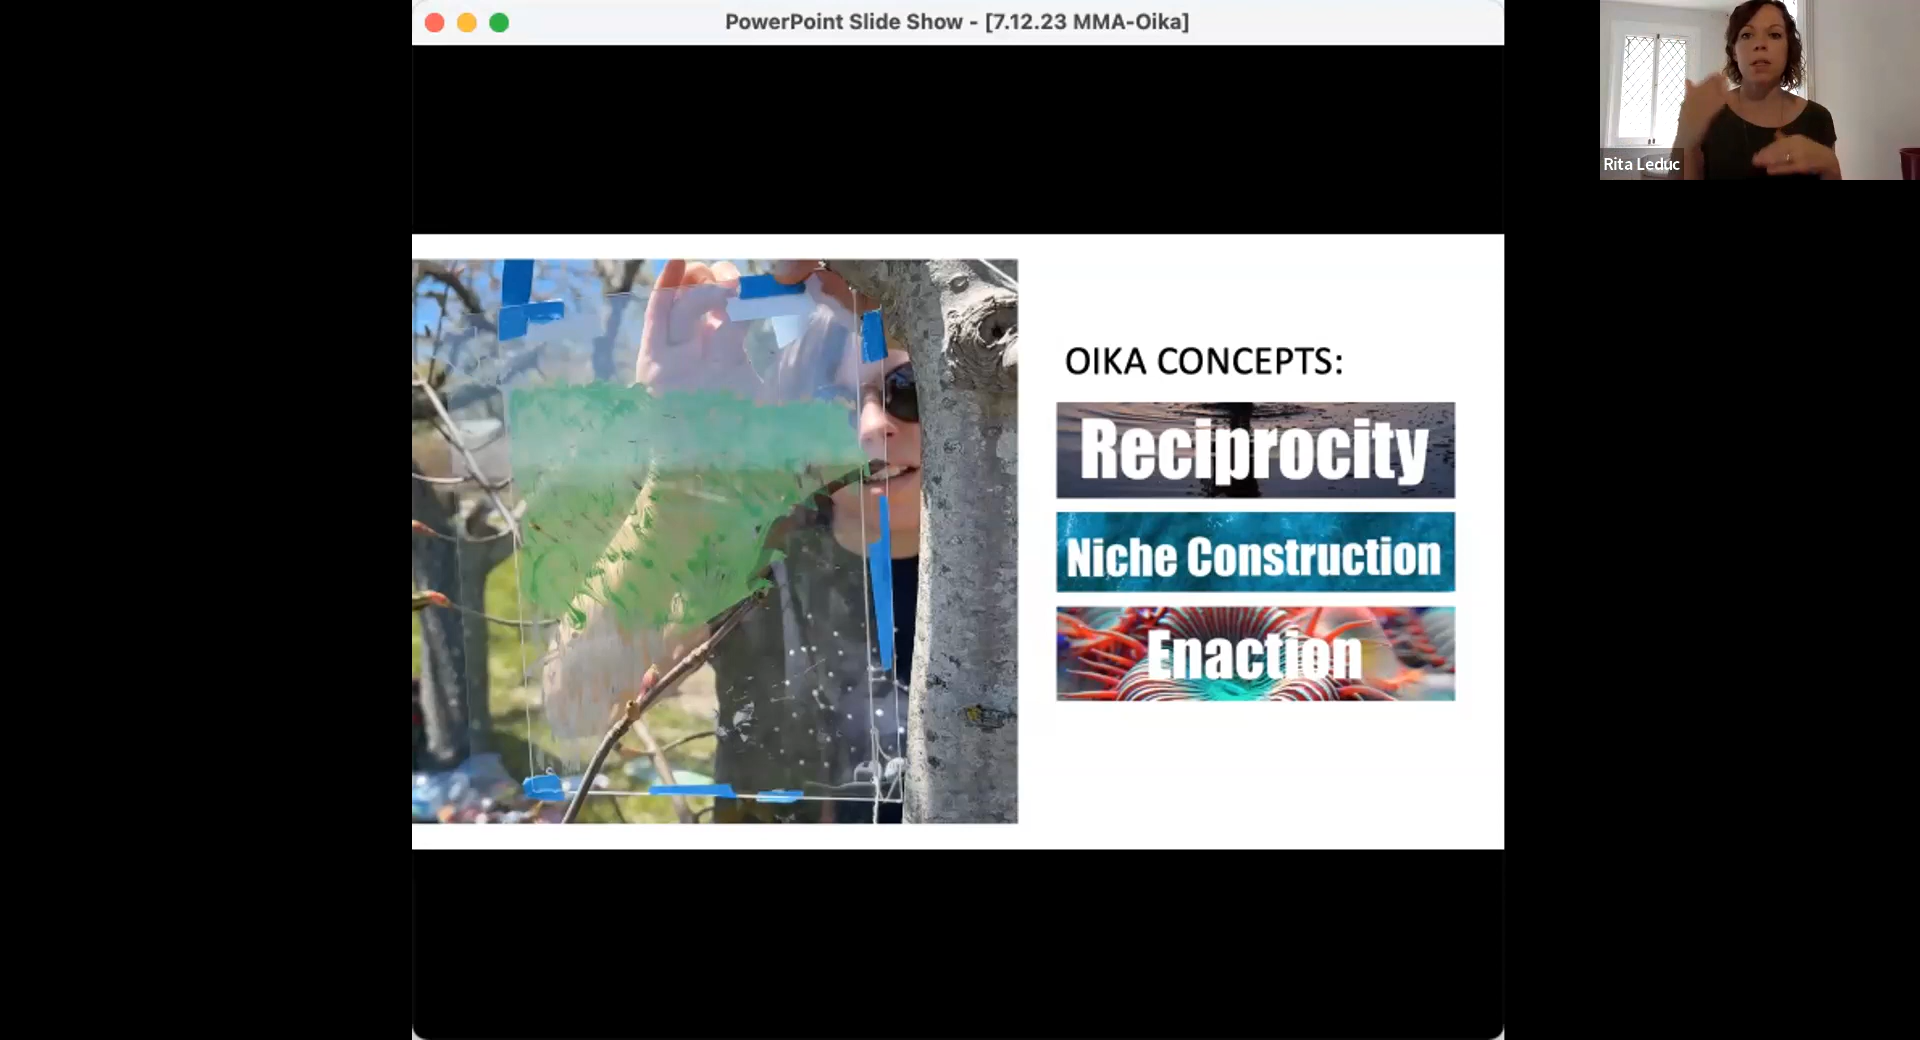 PowerPoint Slide Show - [7.12.23 MMA-Oika]
Rita Leduc
OIKA CONCEPTS:
Reciprocity
Niche Construction
Enaction